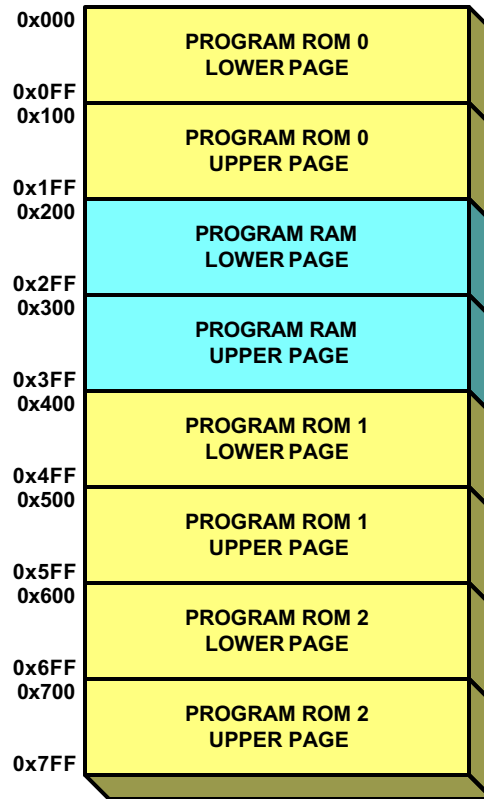 0x000
PROGRAM ROM 0
LOWER PAGE
0x0FF
0x100
PROGRAM ROM 0
UPPER PAGE
0x1FF
0x200
PROGRAM RAM
LOWER PAGE
0x2FF
0x300
PROGRAM RAM
UPPER PAGE
0x3FF
0x400
PROGRAM ROM 1
LOWER PAGE
0x4FF
0x500
PROGRAM ROM 1
UPPER PAGE
0x5FF
0x600
PROGRAM ROM 2
LOWER PAGE
0x6FF
0x700
PROGRAM ROM 2
UPPER PAGE
0x7FF